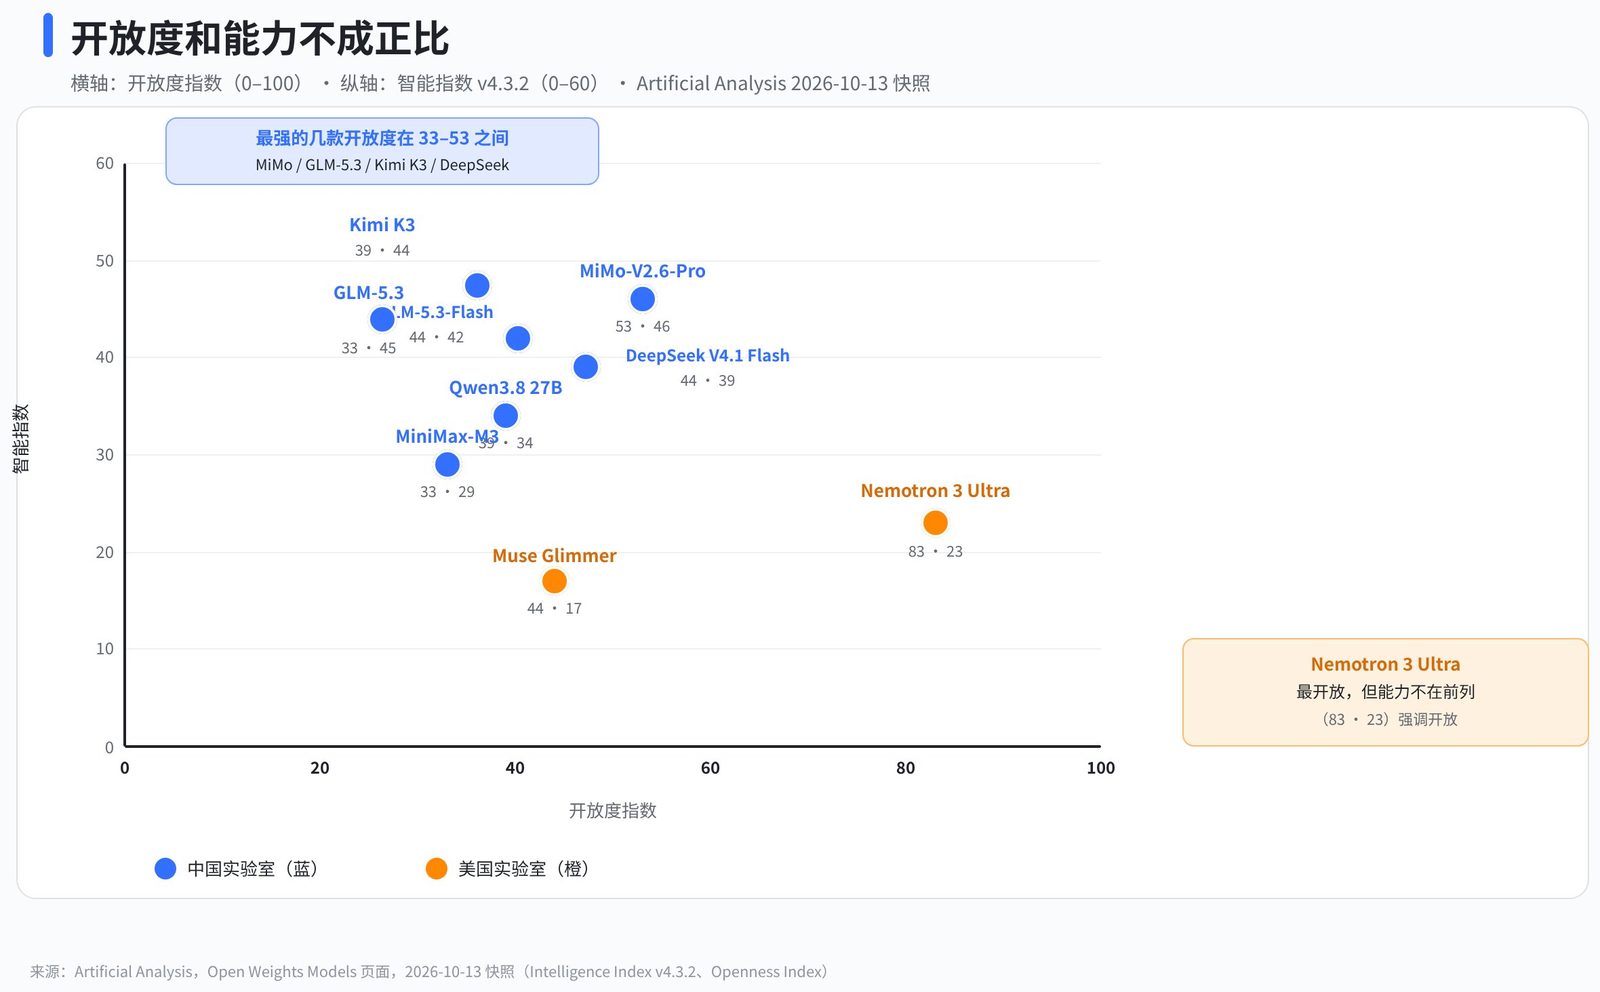 开放度和能力不成正比
横轴：开放度指数（0–100） · 纵轴：智能指数 v4.3.2（0–60） · Artificial Analysis 2026-10-13 快照
最强的几款开放度在 33–53 之间
MiMo / GLM-5.3 / Kimi K3 / DeepSeek
60
50
40
30
20
10
0
智能指数
Kimi K3
39 · 44
MiMo-V2.6-Pro
53 · 46
GLM-5.3
33 · 45
LM-5.3-Flash
44 · 42
DeepSeek V4.1 Flash
44 · 39
Qwen3.8 27B
39 · 34
MiniMax-M3
33 · 29
Nemotron 3 Ultra
83 · 23
Muse Glimmer
44 · 17
Nemotron 3 Ultra
最开放，但能力不在前列
（83 · 23）强调开放
0 20 40 60 80 100
开放度指数
中国实验室（蓝） 美国实验室（橙）
来源：Artificial Analysis，Open Weights Models 页面，2026-10-13 快照（Intelligence Index v4.3.2、Openness Index）